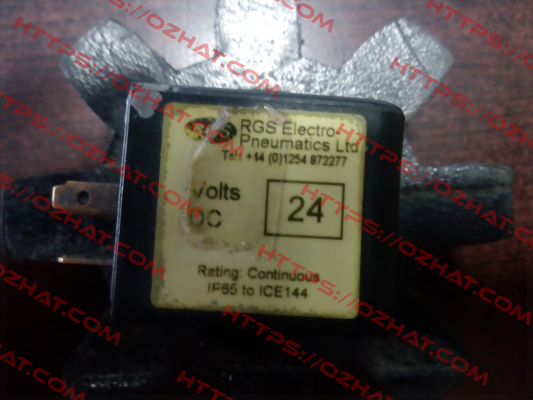 RGS Electro-
Pneumatics Ltd
Tel: +44 (0)1254 872277
Volts
DC
24
Rating: Continuous
IP65 to ICE144
HTTPS://OZHAT.COM